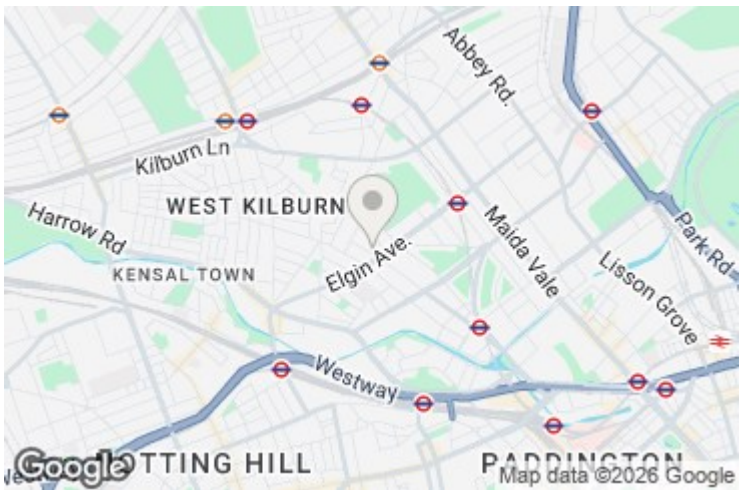 Abbey Rd.
Kilburn Ln
WEST KILBURN
Harrow Rd
Maida Vale
Park Rd
Elgin Ave.
KENSAL TOWN
Lisson Grove
Westway
NOTTING HILL
PADDINGTON
Google
Map data ©2026 Google